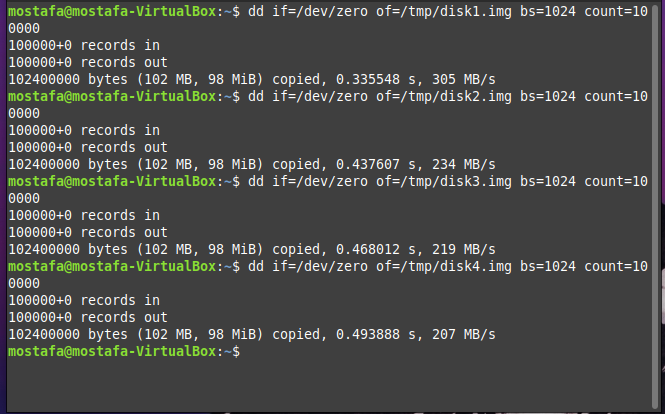 mostafa@mostafa-VirtualBox:~$ dd if=/dev/zero of=/tmp/disk1.img bs=1024 count=10
0000
100000+0 records in
100000+0 records out
102400000 bytes (102 MB, 98 MiB) copied, 0.335548 s, 305 MB/s
mostafa@mostafa-VirtualBox:~$ dd if=/dev/zero of=/tmp/disk2.img bs=1024 count=10
0000
100000+0 records in
100000+0 records out
102400000 bytes (102 MB, 98 MiB) copied, 0.437607 s, 234 MB/s
mostafa@mostafa-VirtualBox:~$ dd if=/dev/zero of=/tmp/disk3.img bs=1024 count=10
0000
100000+0 records in
100000+0 records out
102400000 bytes (102 MB, 98 MiB) copied, 0.468012 s, 219 MB/s
mostafa@mostafa-VirtualBox:~$ dd if=/dev/zero of=/tmp/disk4.img bs=1024 count=10
0000
100000+0 records in
100000+0 records out
102400000 bytes (102 MB, 98 MiB) copied, 0.493888 s, 207 MB/s
mostafa@mostafa-VirtualBox:~$